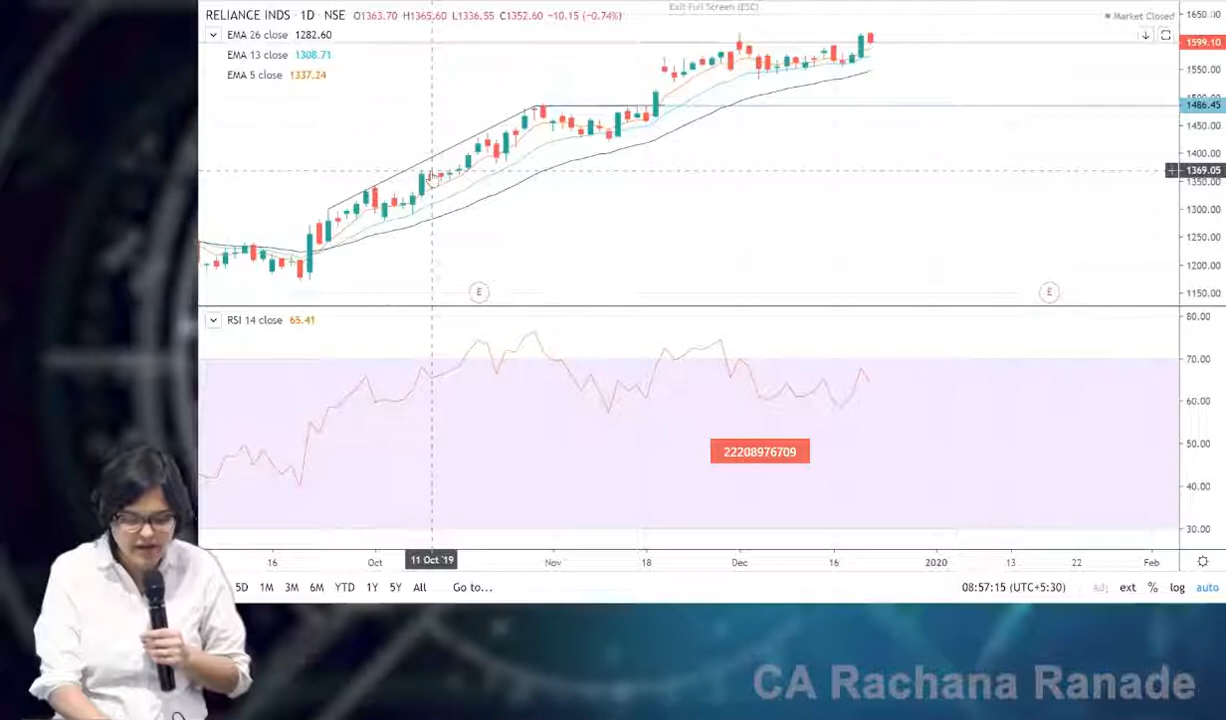 Exit Full Screen (ESC)
RELIANCE INDS · 1D · NSE O1363.70 H1365.60 L1336.55 C1352.60 −10.15 (−0.74%)
Market Closed
EMA 26 close 1282.60
EMA 13 close 1308.71
EMA 5 close 1337.24
1650.00
1599.10
1550.00
1500.00
1486.45
1450.00
1400.00
1369.05
1350.00
1300.00
1250.00
1200.00
1150.00
E
E
RSI 14 close 65.41
80.00
70.00
60.00
50.00
40.00
30.00
22208976709
16
Oct
11 Oct '19
Nov
18
Dec
16
2020
13
22
Feb
5D 1M 3M 6M YTD 1Y 5Y All Go to...
08:57:15 (UTC+5:30) adj ext % log auto
CA Rachana Ranade